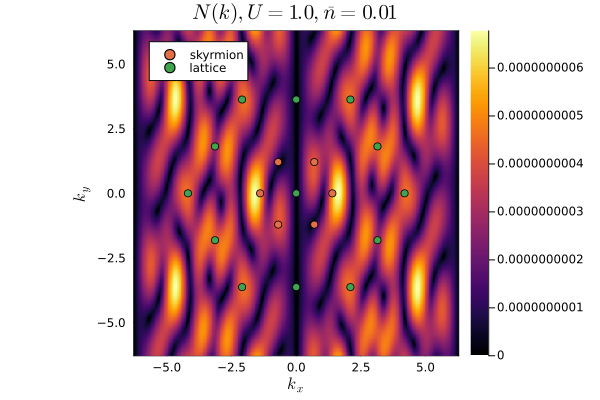 N(k), U = 1.0, n̄ = 0.01
skyrmion
lattice
5.0
2.5
0.0
−2.5
−5.0
k_y
−5.0 −2.5 0.0 2.5 5.0
k_x
0.0000000006
0.0000000005
0.0000000004
0.0000000003
0.0000000002
0.0000000001
0